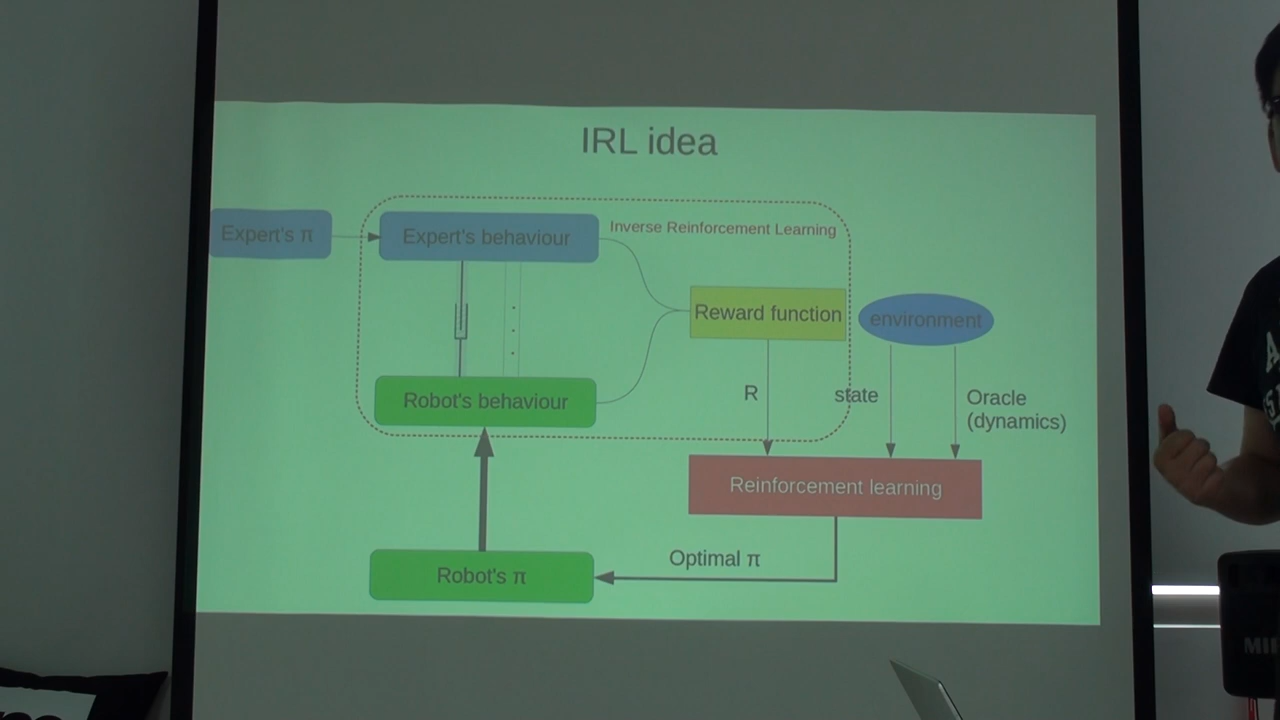 IRL idea
Expert's π
Expert's behaviour
Inverse Reinforcement Learning
Reward function
environment
Robot's behaviour
R
state
Oracle
(dynamics)
Reinforcement learning
Optimal π
Robot's π